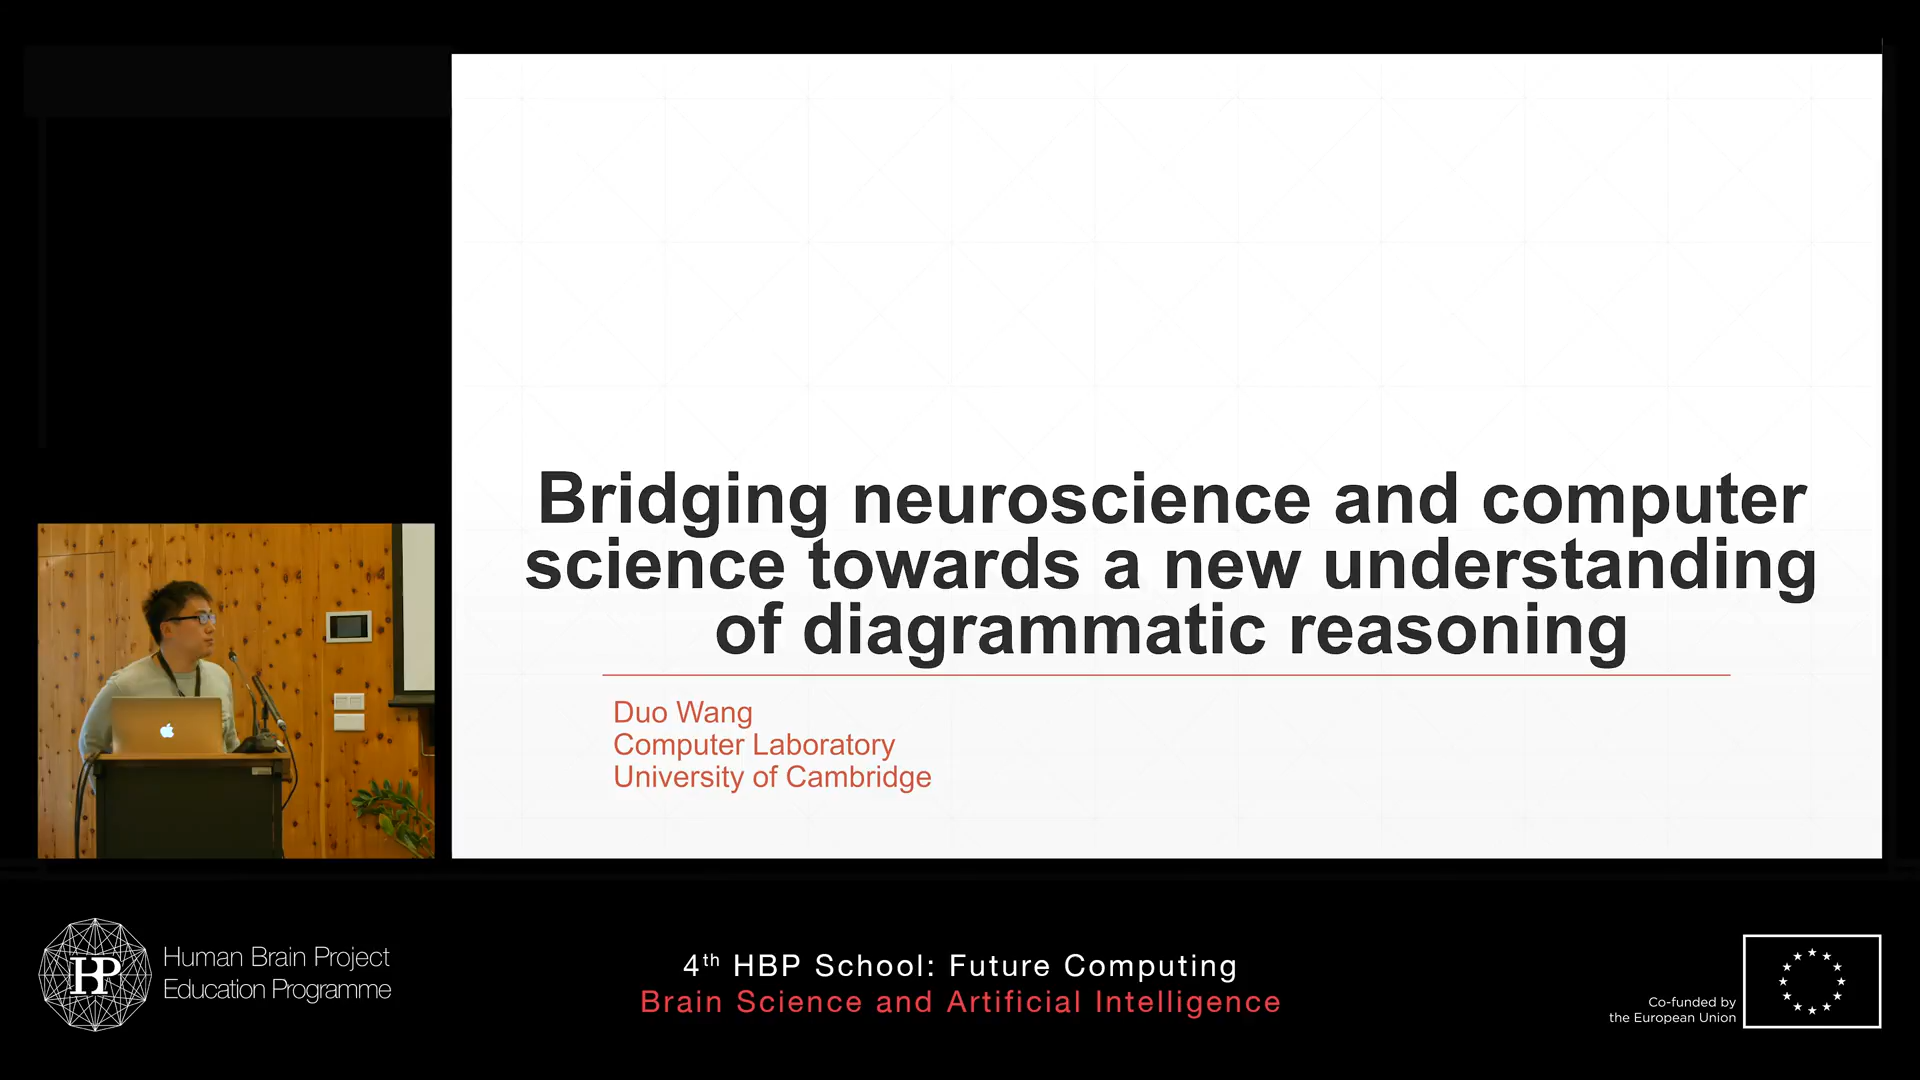 Bridging neuroscience and computer
science towards a new understanding
of diagrammatic reasoning
Duo Wang
Computer Laboratory
University of Cambridge
HBP
Human Brain Project
Education Programme
4th HBP School: Future Computing
Brain Science and Artificial Intelligence
Co-funded by
the European Union